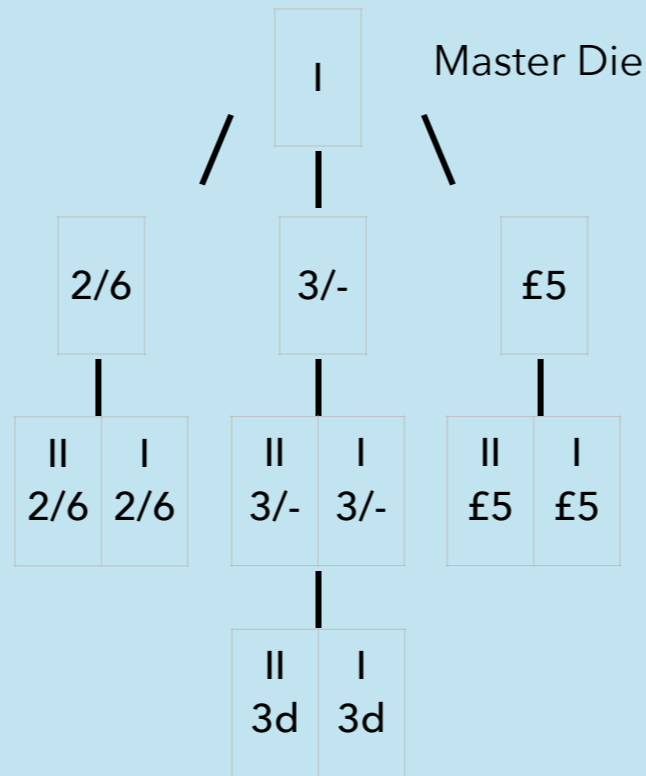 I
Master Die
2/6
3/-
£5
II I
2/6 2/6
II I
3/- 3/-
II I
£5 £5
II I
3d 3d